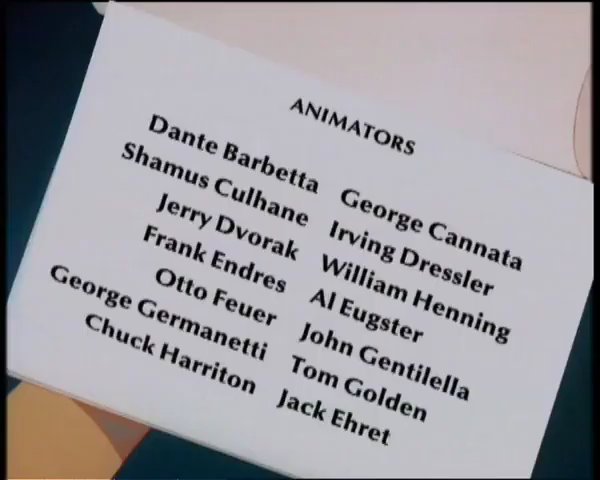 ANIMATORS
Dante Barbetta George Cannata
Shamus Culhane Irving Dressler
Jerry Dvorak William Henning
Frank Endres Al Eugster
Otto Feuer John Gentilella
George Germanetti Tom Golden
Chuck Harriton Jack Ehret